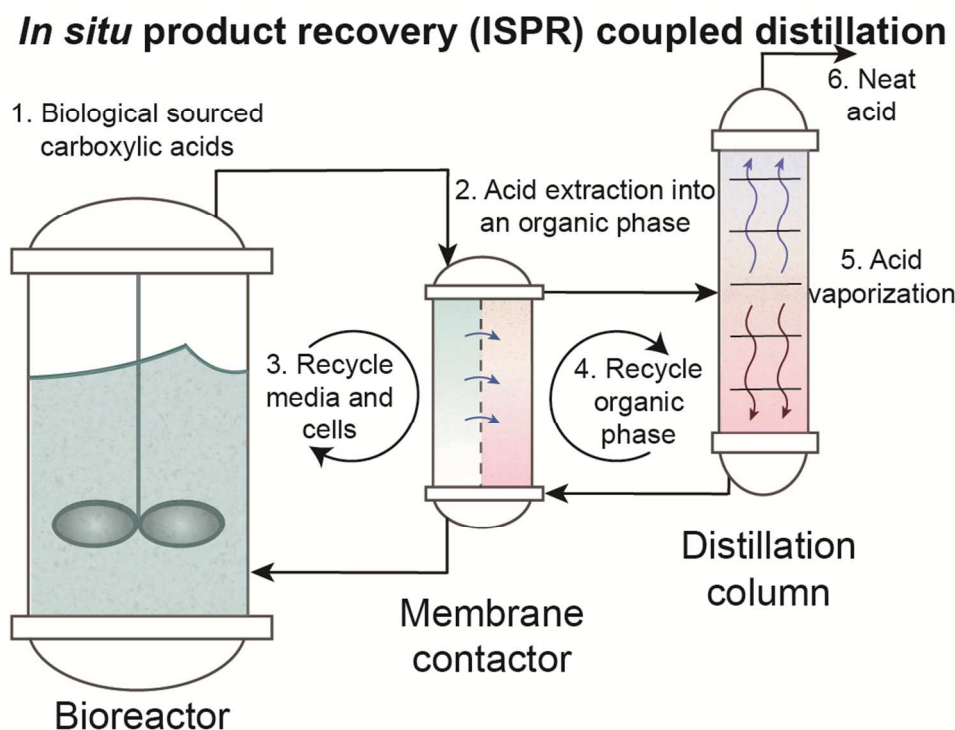 In situ product recovery (ISPR) coupled distillation
1. Biological sourced
carboxylic acids
2. Acid extraction into
an organic phase
3. Recycle
media and
cells
4. Recycle
organic
phase
5. Acid
vaporization
6. Neat
acid
Bioreactor
Membrane
contactor
Distillation
column